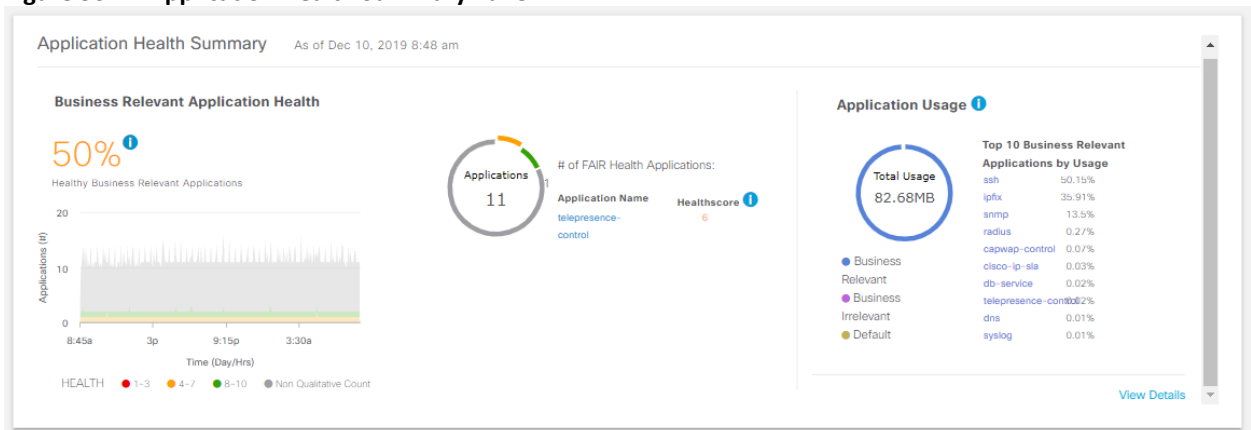 Application Health Summary As of Dec 10, 2019 8:48 am
Business Relevant Application Health
50%
Healthy Business Relevant Applications
20
10
0
Applications (#)
8:45a 3p 9:15p 3:30a
Time (Day/Hrs)
HEALTH 1-3 4-7 8-10 Non Qualitative Count
Applications
11
# of FAIR Health Applications:
1
Application Name Healthscore
telepresence- 6
control
Application Usage
Total Usage
82.68MB
Business
Relevant
Business
Irrelevant
Default
Top 10 Business Relevant
Applications by Usage
ssh 50.15%
ipfix 35.91%
snmp 13.5%
radius 0.27%
capwap-control 0.07%
cisco-ip-sla 0.03%
db-service 0.02%
telepresence-control 0.02%
dns 0.01%
syslog 0.01%
View Details